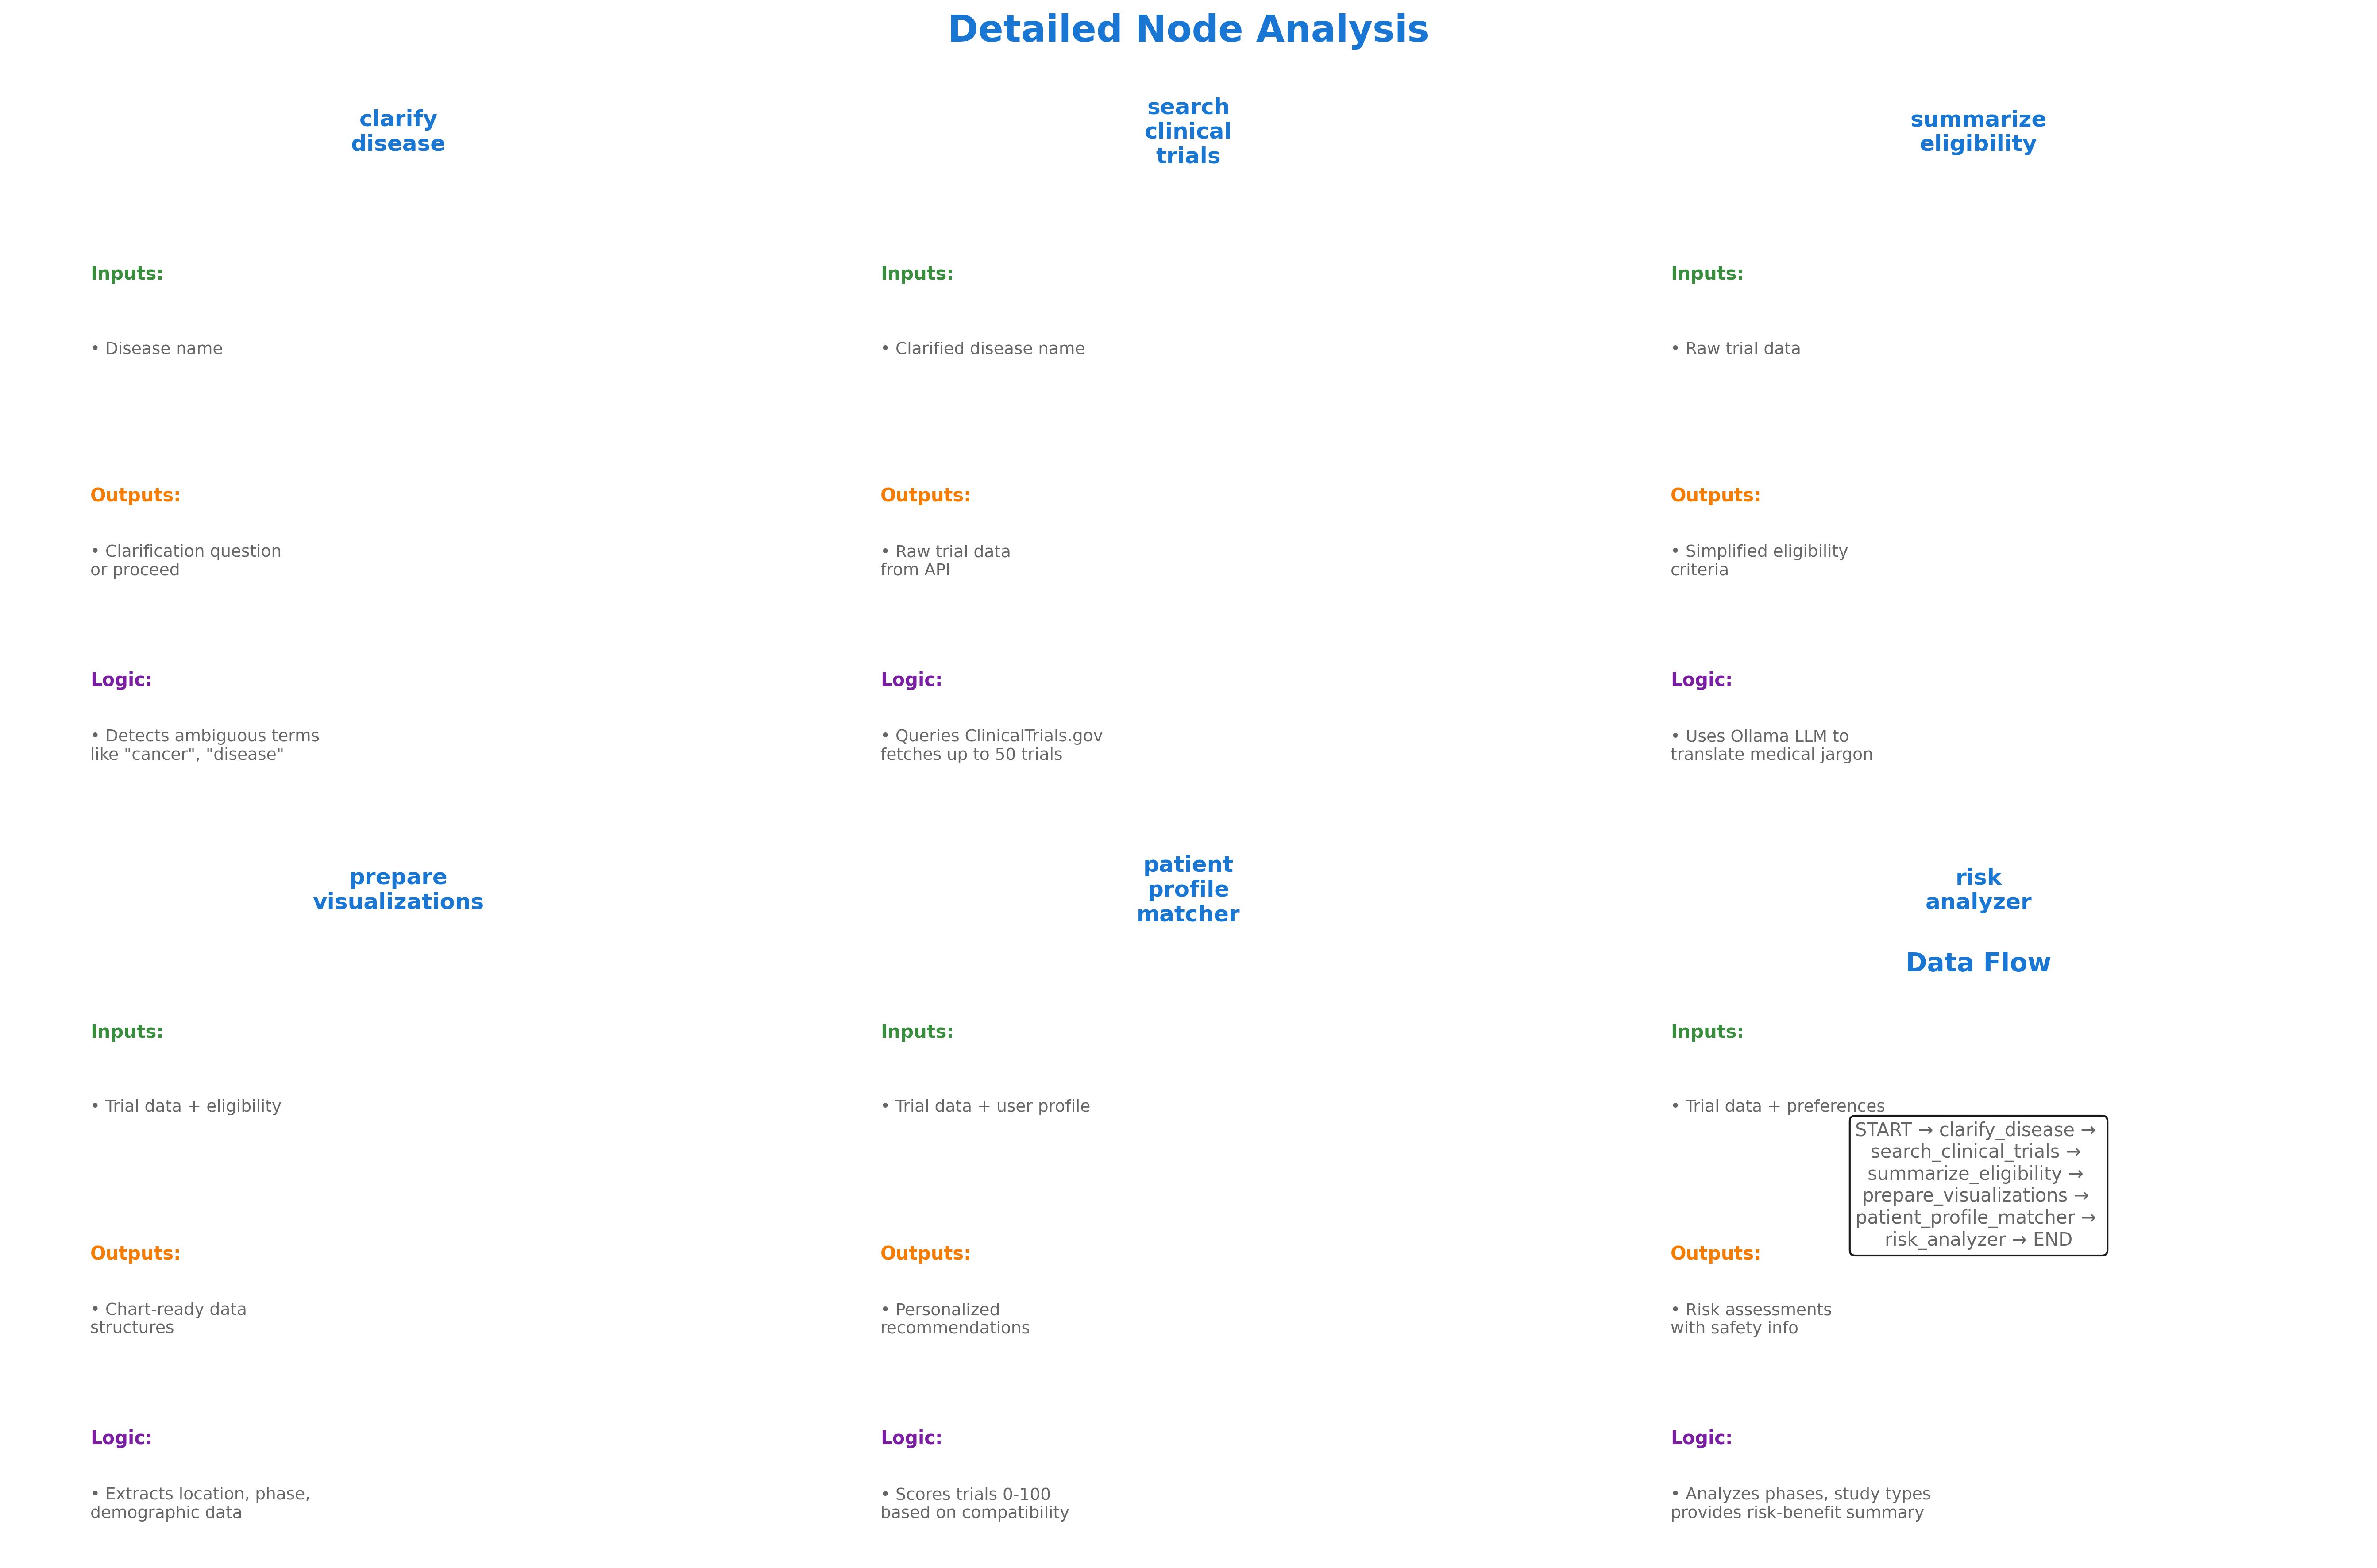 Detailed Node Analysis
clarify
disease
Inputs:
• Disease name
Outputs:
• Clarification question
or proceed
Logic:
• Detects ambiguous terms
like "cancer", "disease"
search
clinical
trials
Inputs:
• Clarified disease name
Outputs:
• Raw trial data
from API
Logic:
• Queries ClinicalTrials.gov
fetches up to 50 trials
summarize
eligibility
Inputs:
• Raw trial data
Outputs:
• Simplified eligibility
criteria
Logic:
• Uses Ollama LLM to
translate medical jargon
prepare
visualizations
Inputs:
• Trial data + eligibility
Outputs:
• Chart-ready data
structures
Logic:
• Extracts location, phase,
demographic data
patient
profile
matcher
Inputs:
• Trial data + user profile
Outputs:
• Personalized
recommendations
Logic:
• Scores trials 0-100
based on compatibility
risk
analyzer
Data Flow
Inputs:
• Trial data + preferences
START → clarify_disease →
search_clinical_trials →
summarize_eligibility →
prepare_visualizations →
patient_profile_matcher →
risk_analyzer → END
Outputs:
• Risk assessments
with safety info
Logic:
• Analyzes phases, study types
provides risk-benefit summary